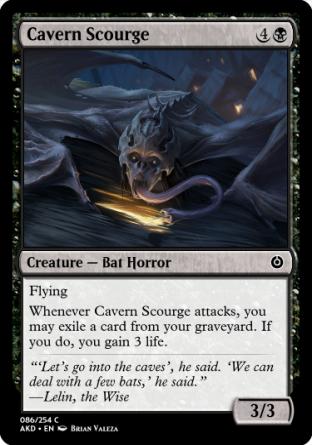 Cavern Scourge 4
Creature — Bat Horror
Flying
Whenever Cavern Scourge attacks, you
may exile a card from your graveyard. If
you do, you gain 3 life.
“‘Let’s go into the caves’, he said. ‘We can
deal with a few bats,’ he said.”
—Lelin, the Wise
3/3
086/254 C
AKD • EN Brian Valeza